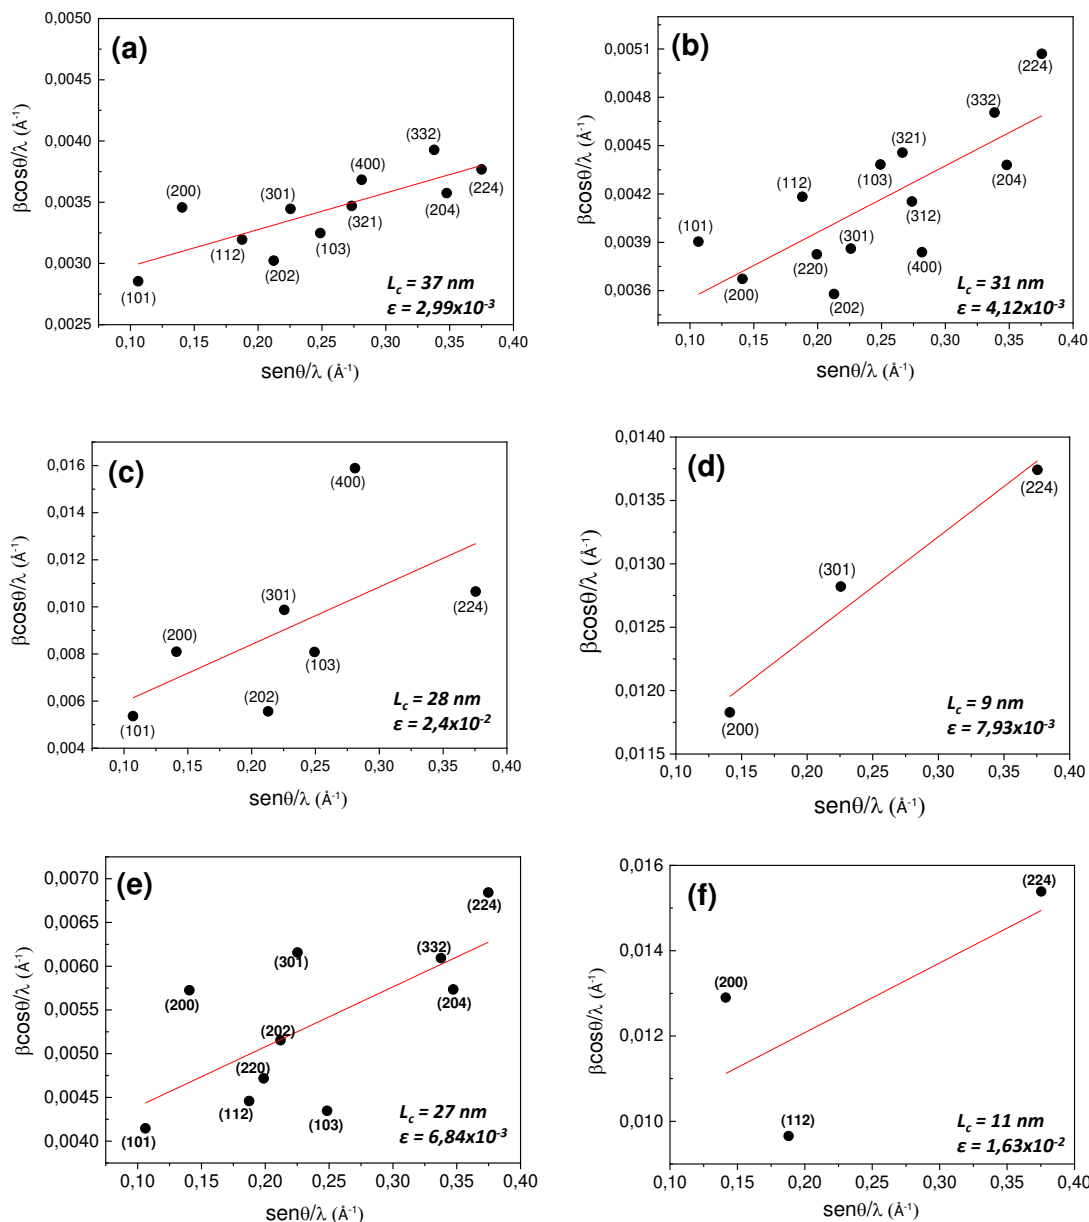 (a)
0,0050
0,0045
0,0040
0,0035
0,0030
0,0025
βcosθ/λ (Å⁻¹)
(332)
(400)
(200)
(301)
(224)
(204)
(321)
(112)
(103)
(202)
(101)
L_c = 37 nm
ε = 2,99x10⁻³
0,10 0,15 0,20 0,25 0,30 0,35 0,40
senθ/λ (Å⁻¹)
(b)
0,0051
0,0048
0,0045
0,0042
0,0039
0,0036
βcosθ/λ (Å⁻¹)
(224)
(332)
(321)
(112)
(103)
(204)
(312)
(101)
(301)
(220)
(400)
(200)
(202)
L_c = 31 nm
ε = 4,12x10⁻³
0,10 0,15 0,20 0,25 0,30 0,35 0,40
senθ/λ (Å⁻¹)
(c)
0,016
0,014
0,012
0,010
0,008
0,006
0,004
βcosθ/λ (Å⁻¹)
(400)
(301)
(224)
(200)
(103)
(202)
(101)
L_c = 28 nm
ε = 2,4x10⁻²
0,10 0,15 0,20 0,25 0,30 0,35 0,40
senθ/λ (Å⁻¹)
(d)
0,0140
0,0135
0,0130
0,0125
0,0120
0,0115
βcosθ/λ (Å⁻¹)
(224)
(301)
(200)
L_c = 9 nm
ε = 7,93x10⁻³
0,10 0,15 0,20 0,25 0,30 0,35 0,40
senθ/λ (Å⁻¹)
(e)
0,0070
0,0065
0,0060
0,0055
0,0050
0,0045
0,0040
βcosθ/λ (Å⁻¹)
(224)
(332)
(301)
(200)
(204)
(202)
(220)
(112)
(103)
(101)
L_c = 27 nm
ε = 6,84x10⁻³
0,10 0,15 0,20 0,25 0,30 0,35 0,40
senθ/λ (Å⁻¹)
(f)
0,016
0,014
0,012
0,010
βcosθ/λ (Å⁻¹)
(224)
(200)
(112)
L_c = 11 nm
ε = 1,63x10⁻²
0,10 0,15 0,20 0,25 0,30 0,35 0,40
senθ/λ (Å⁻¹)